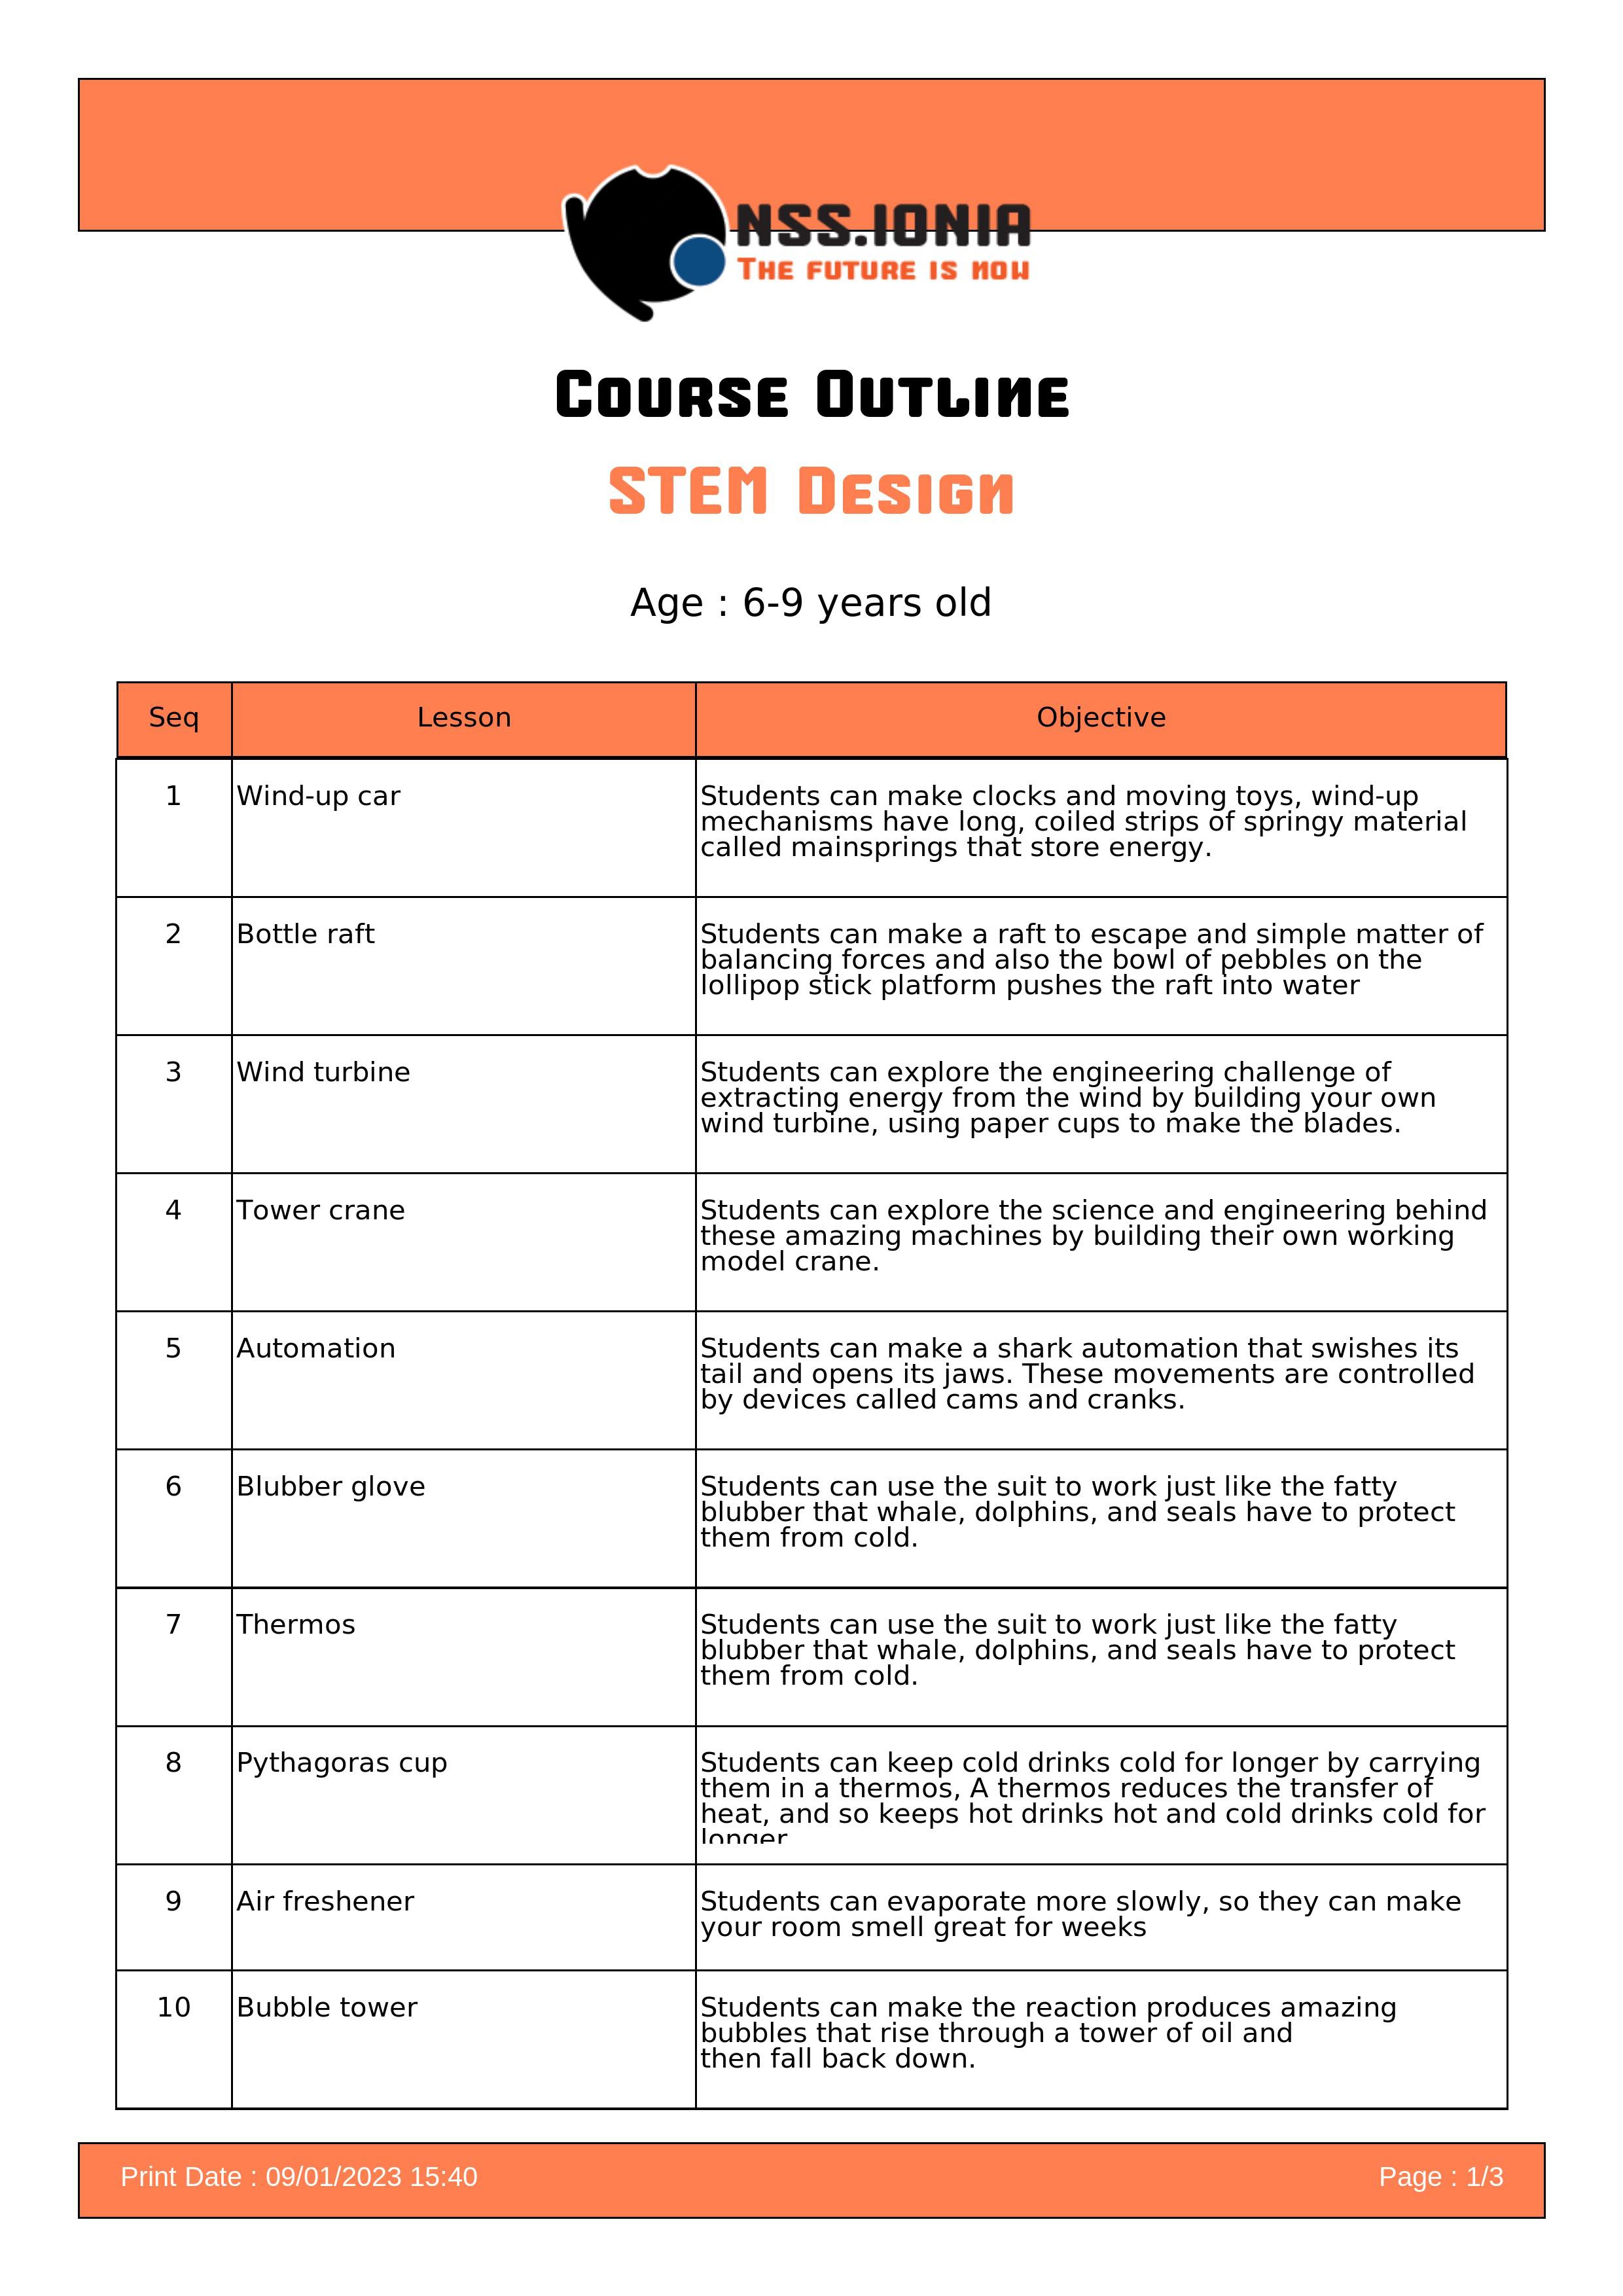 NSS.IONIA
The future is now
Course Outline
STEM Design
Age : 6-9 years old
Seq Lesson Objective
1 Wind-up car Students can make clocks and moving toys, wind-up
mechanisms have long, coiled strips of springy material
called mainsprings that store energy.
2 Bottle raft Students can make a raft to escape and simple matter of
balancing forces and also the bowl of pebbles on the
lollipop stick platform pushes the raft into water
3 Wind turbine Students can explore the engineering challenge of
extracting energy from the wind by building your own
wind turbine, using paper cups to make the blades.
4 Tower crane Students can explore the science and engineering behind
these amazing machines by building their own working
model crane.
5 Automation Students can make a shark automation that swishes its
tail and opens its jaws. These movements are controlled
by devices called cams and cranks.
6 Blubber glove Students can use the suit to work just like the fatty
blubber that whale, dolphins, and seals have to protect
them from cold.
7 Thermos Students can use the suit to work just like the fatty
blubber that whale, dolphins, and seals have to protect
them from cold.
8 Pythagoras cup Students can keep cold drinks cold for longer by carrying
them in a thermos, A thermos reduces the transfer of
heat, and so keeps hot drinks hot and cold drinks cold for
longer
9 Air freshener Students can evaporate more slowly, so they can make
your room smell great for weeks
10 Bubble tower Students can make the reaction produces amazing
bubbles that rise through a tower of oil and
then fall back down.
Print Date : 09/01/2023 15:40 Page : 1/3